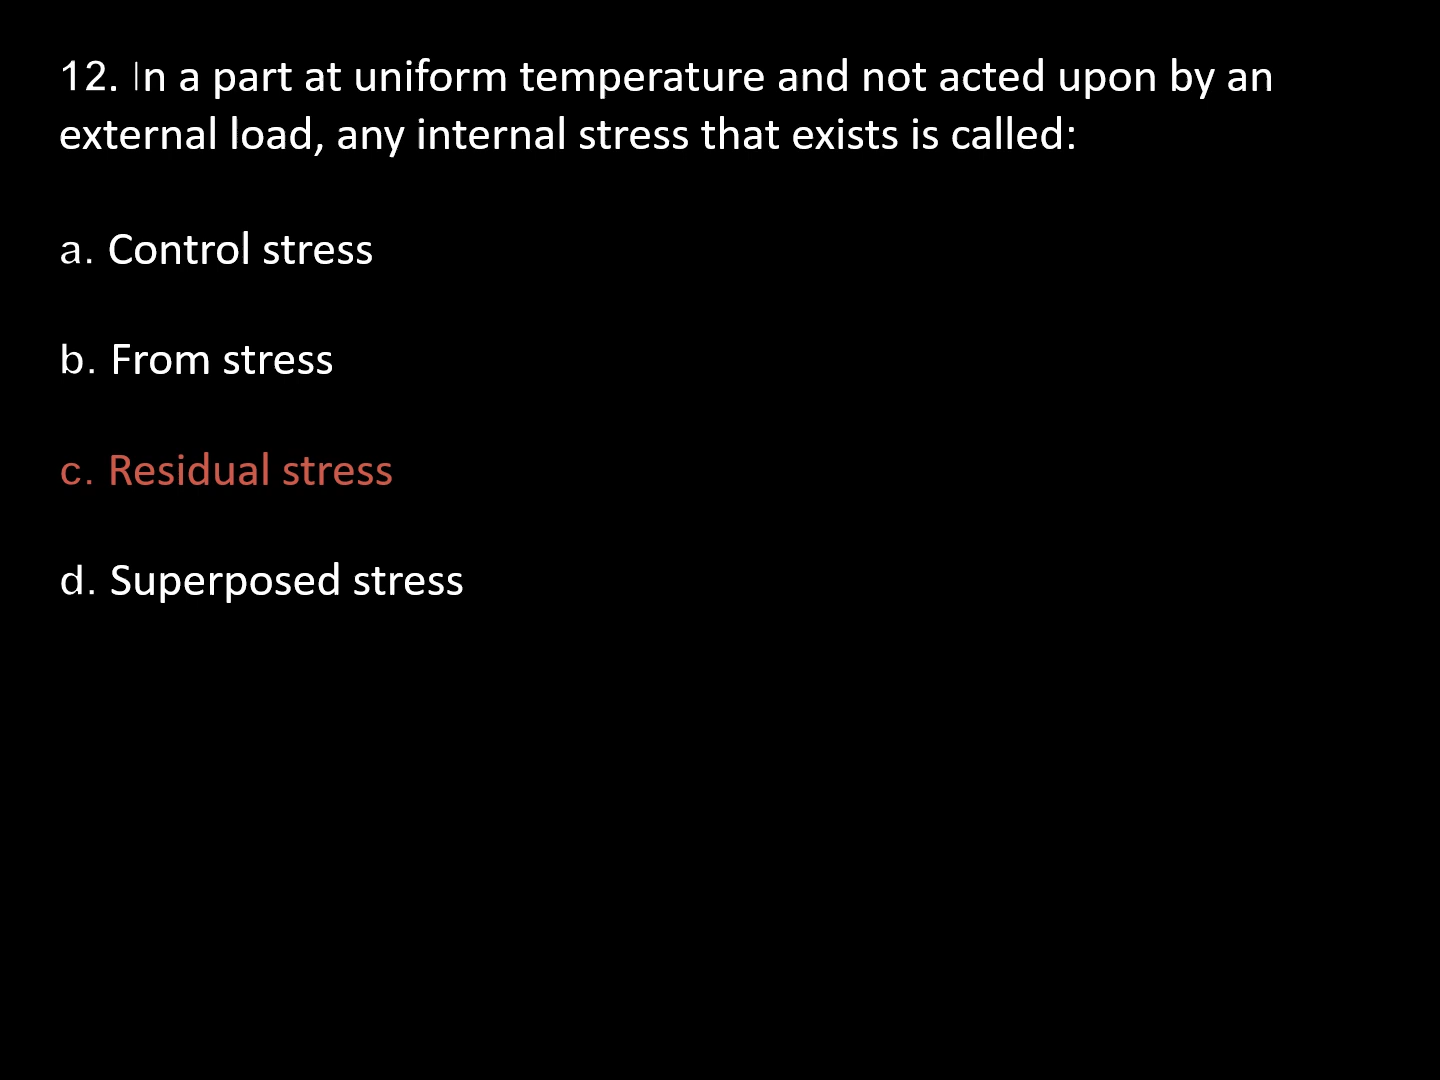 12. In a part at uniform temperature and not acted upon by an
external load, any internal stress that exists is called:
a. Control stress
b. From stress
c. Residual stress
d. Superposed stress